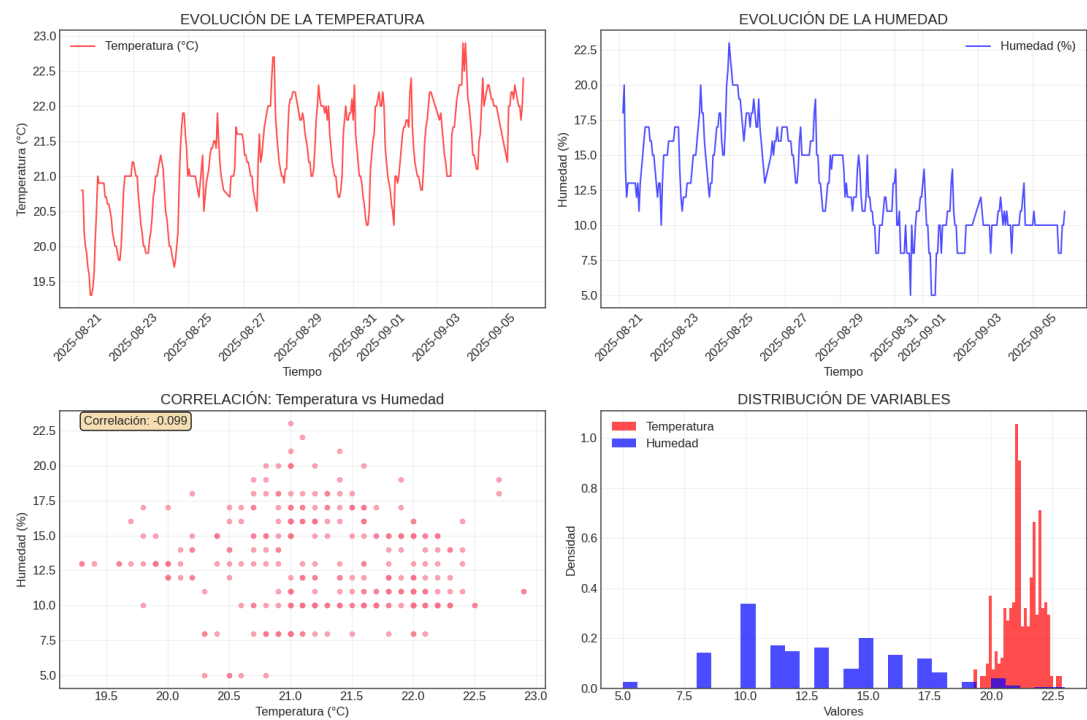 EVOLUCIÓN DE LA TEMPERATURA
Temperatura (°C)
23.0
22.5
22.0
21.5
21.0
20.5
20.0
19.5
Temperatura (°C)
2025-08-21
2025-08-23
2025-08-25
2025-08-27
2025-08-29
2025-08-31
2025-09-01
2025-09-03
2025-09-05
Tiempo
EVOLUCIÓN DE LA HUMEDAD
Humedad (%)
22.5
20.0
17.5
15.0
12.5
10.0
7.5
5.0
Humedad (%)
2025-08-21
2025-08-23
2025-08-25
2025-08-27
2025-08-29
2025-08-31
2025-09-01
2025-09-03
2025-09-05
Tiempo
CORRELACIÓN: Temperatura vs Humedad
Correlación: -0.099
22.5
20.0
17.5
15.0
12.5
10.0
7.5
5.0
Humedad (%)
19.5 20.0 20.5 21.0 21.5 22.0 22.5 23.0
Temperatura (°C)
DISTRIBUCIÓN DE VARIABLES
Temperatura
Humedad
1.0
0.8
0.6
0.4
0.2
0.0
Densidad
5.0 7.5 10.0 12.5 15.0 17.5 20.0 22.5
Valores